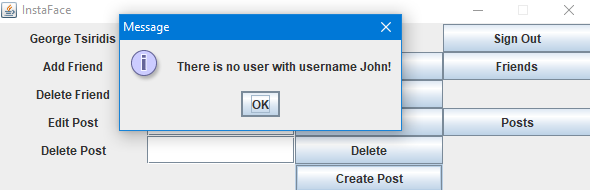 InstaFace
Message
George Tsiridis
Sign Out
There is no user with username John!
Add Friend
Friends
Delete Friend
OK
Edit Post
Posts
Delete Post
Delete
Create Post